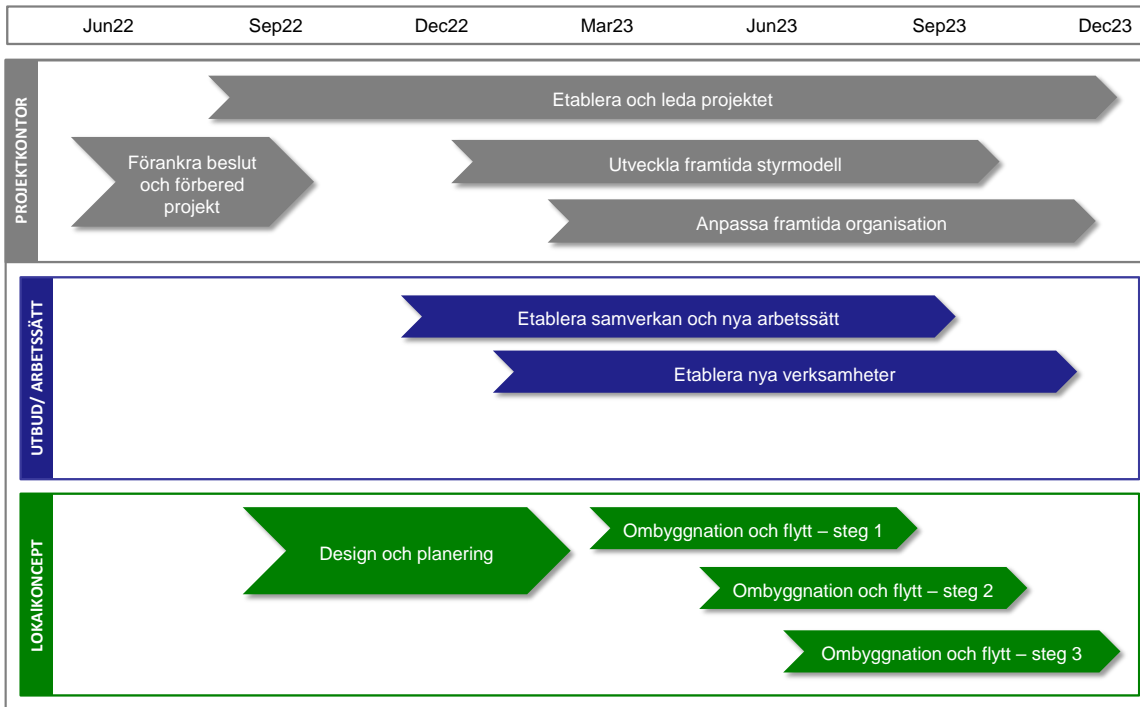 Jun22 Sep22 Dec22 Mar23 Jun23 Sep23 Dec23
PROJEKTKONTOR
Etablera och leda projektet
Förankra beslut
och förbered
projekt
Utveckla framtida styrmodell
Anpassa framtida organisation
UTBUD/ ARBETSSÄTT
Etablera samverkan och nya arbetssätt
Etablera nya verksamheter
LOKAlKONCEPT
Design och planering
Ombyggnation och flytt – steg 1
Ombyggnation och flytt – steg 2
Ombyggnation och flytt – steg 3